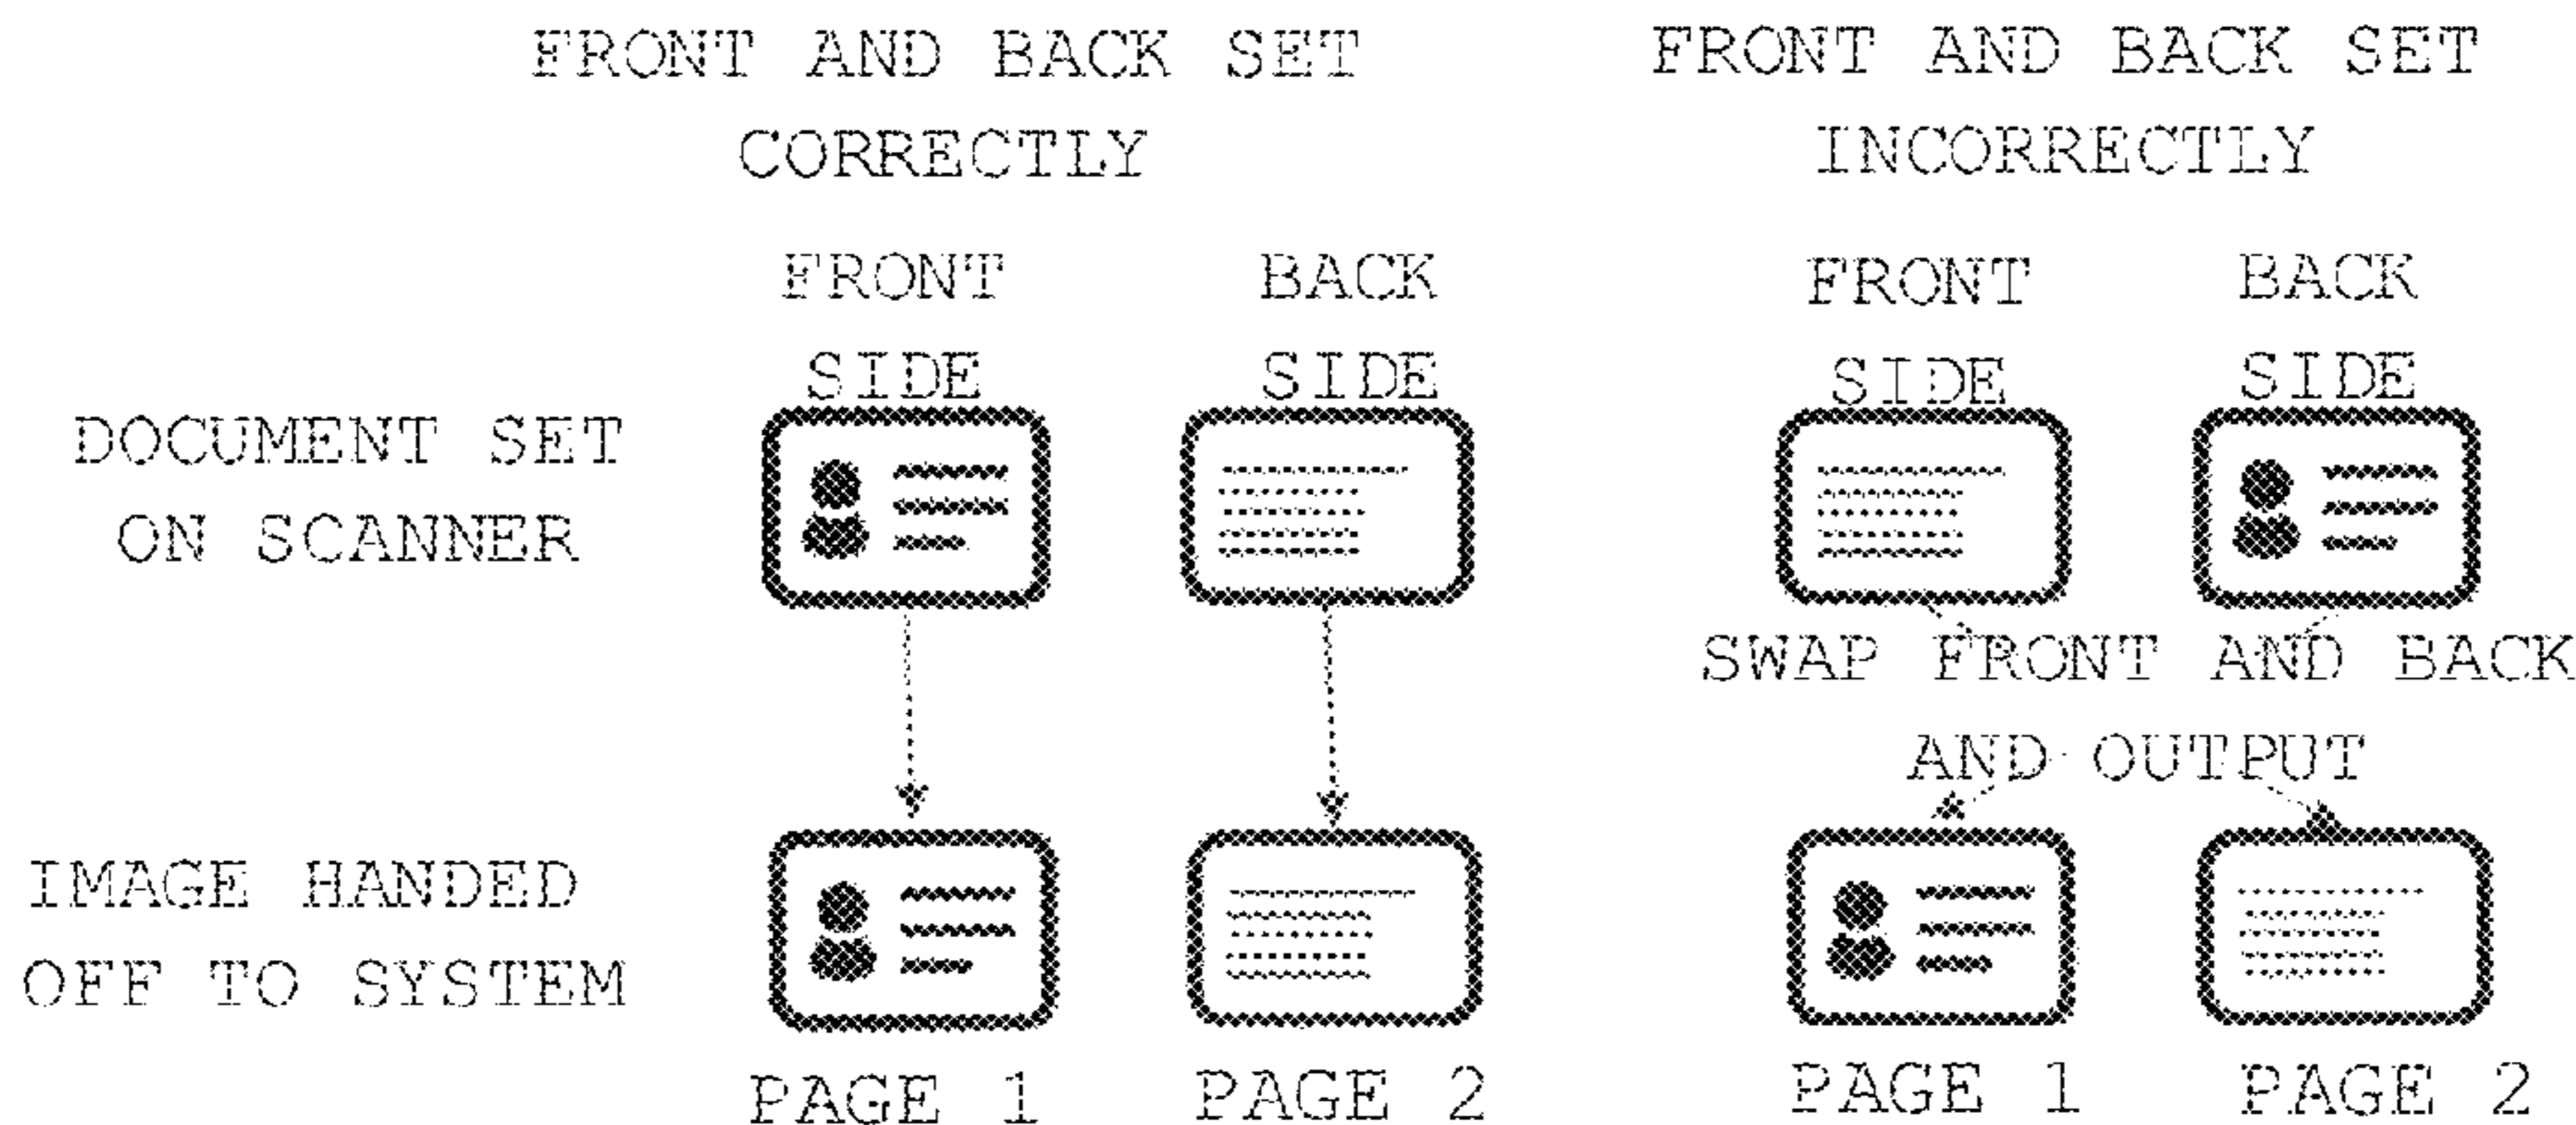 FRONT AND BACK SET
CORRECTLY
FRONT AND BACK SET
INCORRECTLY
FRONT
SIDE
BACK
SIDE
FRONT
SIDE
BACK
SIDE
DOCUMENT SET
ON SCANNER
SWAP FRONT AND BACK
AND OUTPUT
IMAGE HANDED
OFF TO SYSTEM
PAGE 1
PAGE 2
PAGE 1
PAGE 2